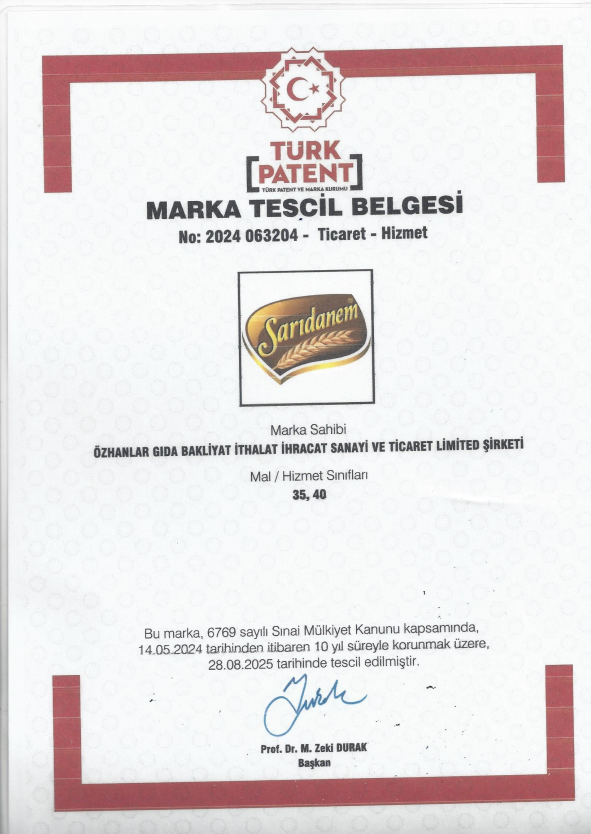 TÜRK
PATENT
TÜRK PATENT VE MARKA KURUMU
MARKA TESCİL BELGESİ
No: 2024 063204 - Ticaret - Hizmet
Sarıdanem
Marka Sahibi
ÖZHANLAR GIDA BAKLİYAT İTHALAT İHRACAT SANAYİ VE TİCARET LİMİTED ŞİRKETİ
Mal / Hizmet Sınıfları
35, 40
Bu marka, 6769 sayılı Sınai Mülkiyet Kanunu kapsamında,
14.05.2024 tarihinden itibaren 10 yıl süreyle korunmak üzere,
28.08.2025 tarihinde tescil edilmiştir.
Prof. Dr. M. Zeki DURAK
Başkan